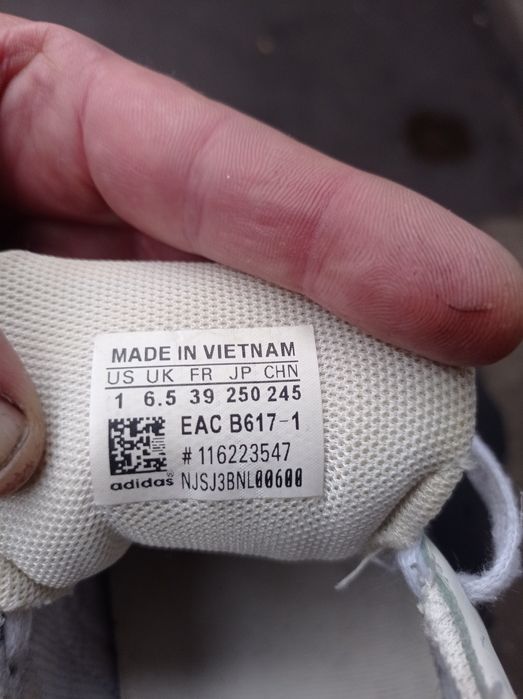 MADE IN VIETNAM
US UK FR JP CHN
1 6.5 39 250 245
EAC B617-1
# 116223547
adidas NJSJ3BNL00600